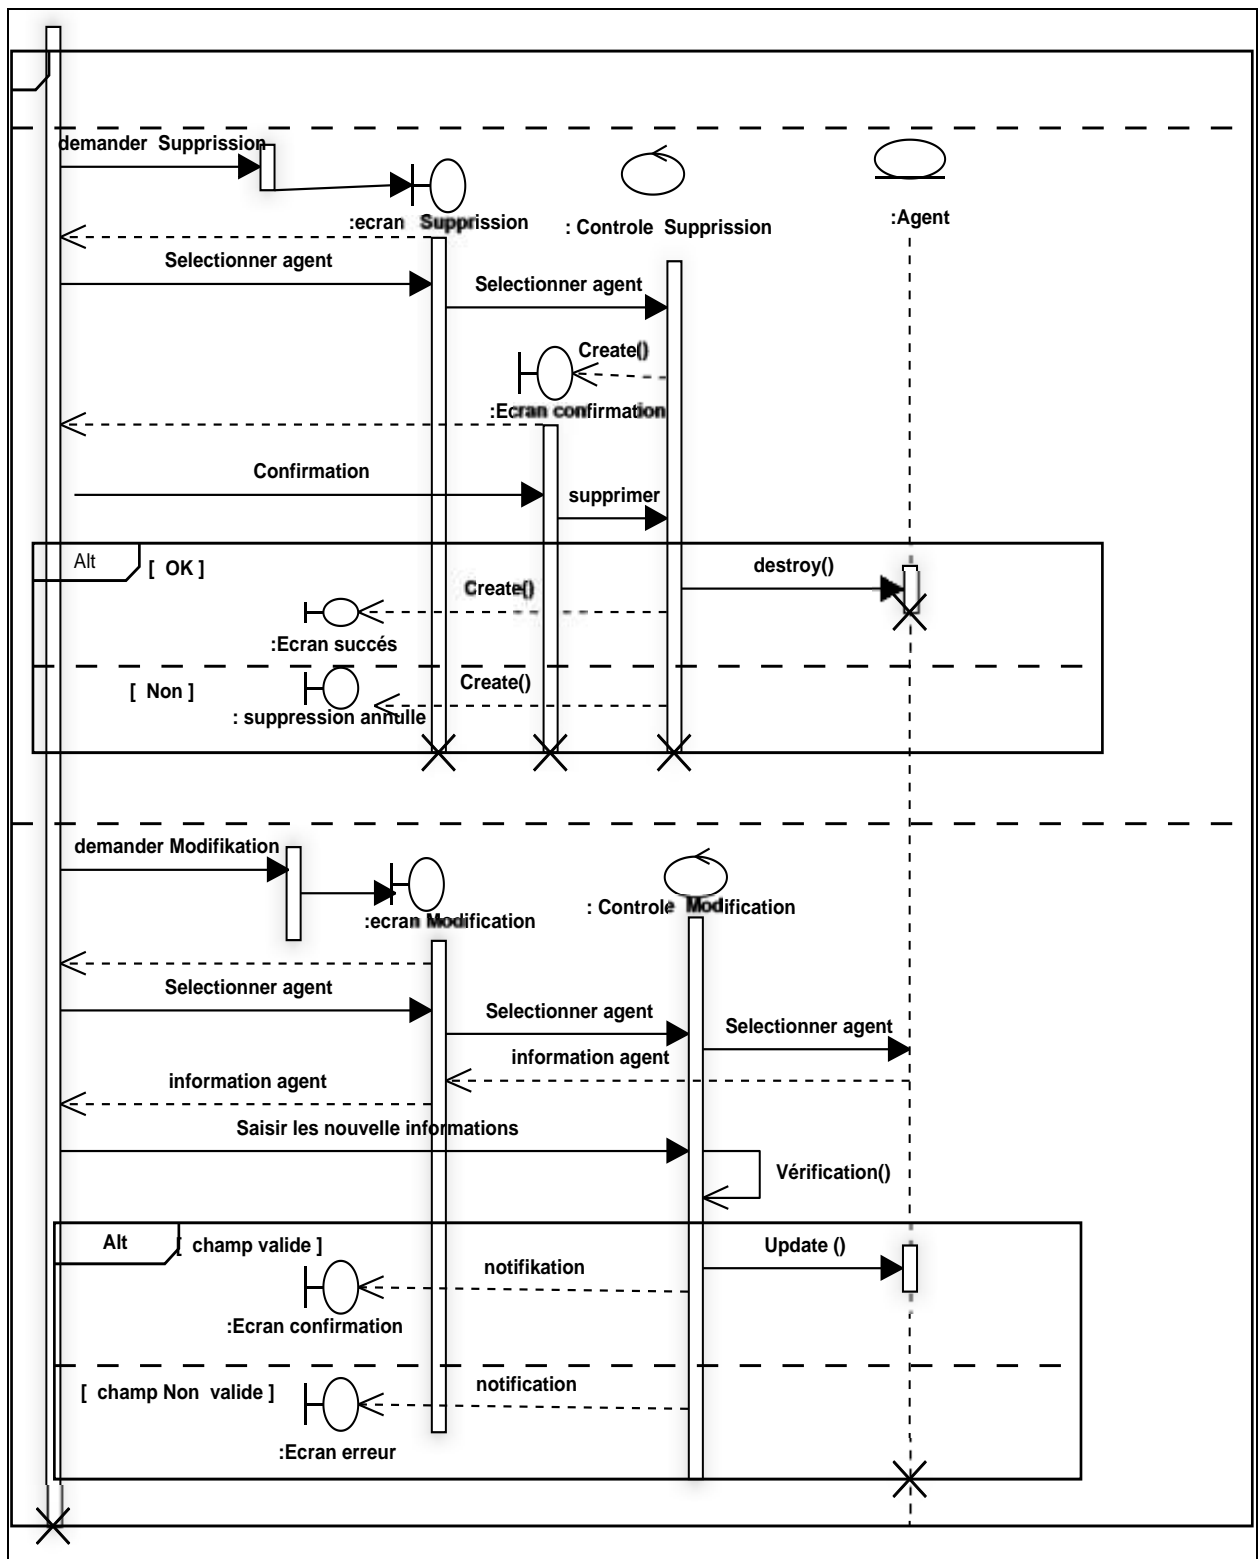 demander Supprission
:ecran Supprission
: Controle Supprission
:Agent
Selectionner agent
Selectionner agent
Create()
:Ecran confirmation
Confirmation
supprimer
Alt
[ OK ]
destroy()
Create()
:Ecran succés
[ Non ]
Create()
: suppression annulle
demander Modifikation
:ecran Modification
: Controle Modification
Selectionner agent
Selectionner agent
Selectionner agent
information agent
information agent
Saisir les nouvelle informations
Vérification()
Alt
[ champ valide ]
Update ()
notifikation
:Ecran confirmation
[ champ Non valide ]
notification
:Ecran erreur